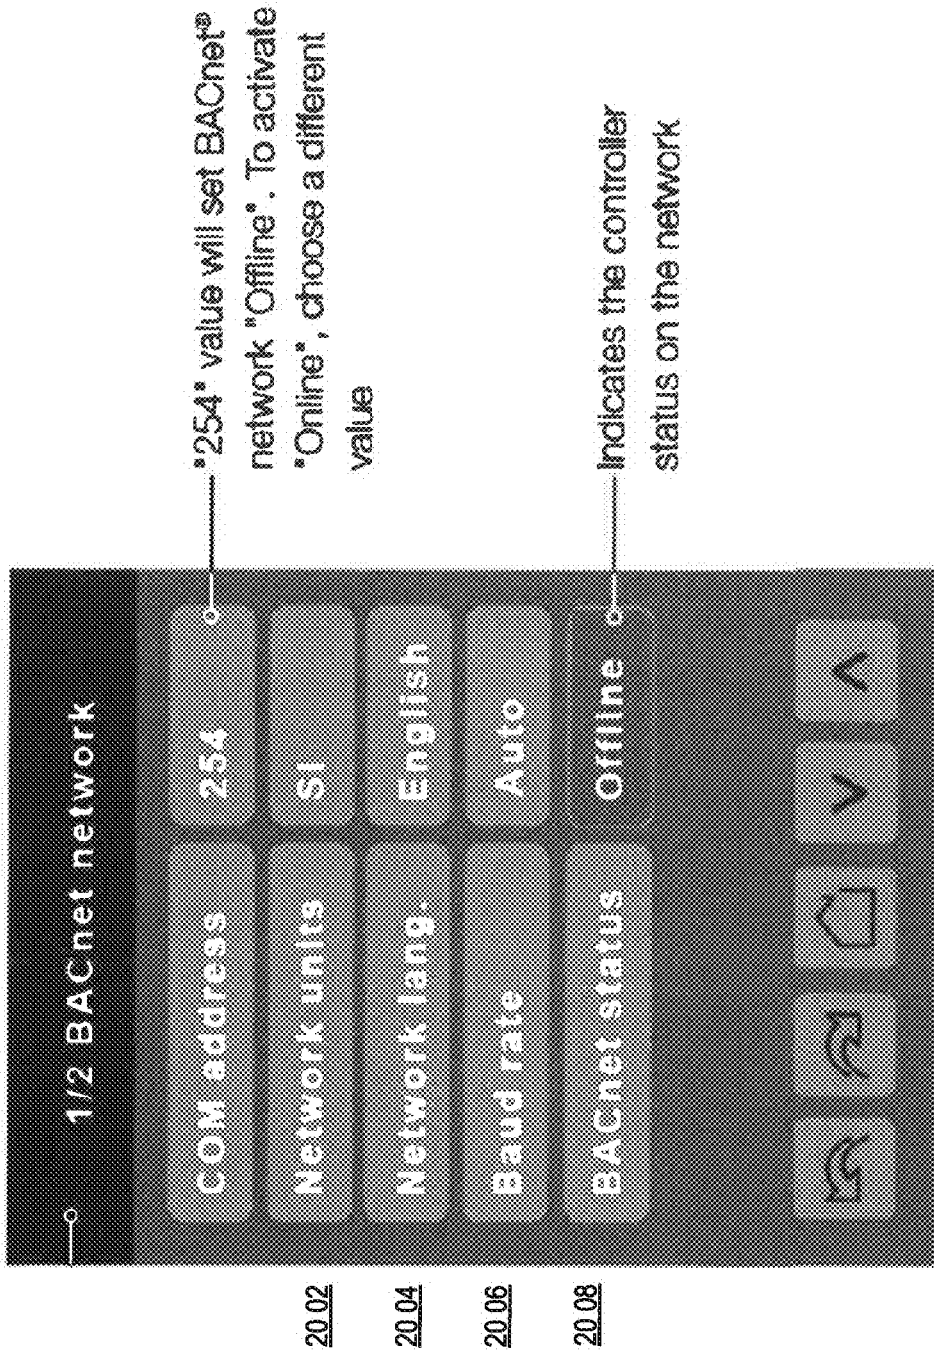 1/2 BACnet network
COM address 254
Network units SI
Network lang. English
Baud rate Auto
BACnet status Offline
"254" value will set BACnet®
network "Offline". To activate
"Online", choose a different
value
Indicates the controller
status on the network
20 02
20 04
20 06
20 08